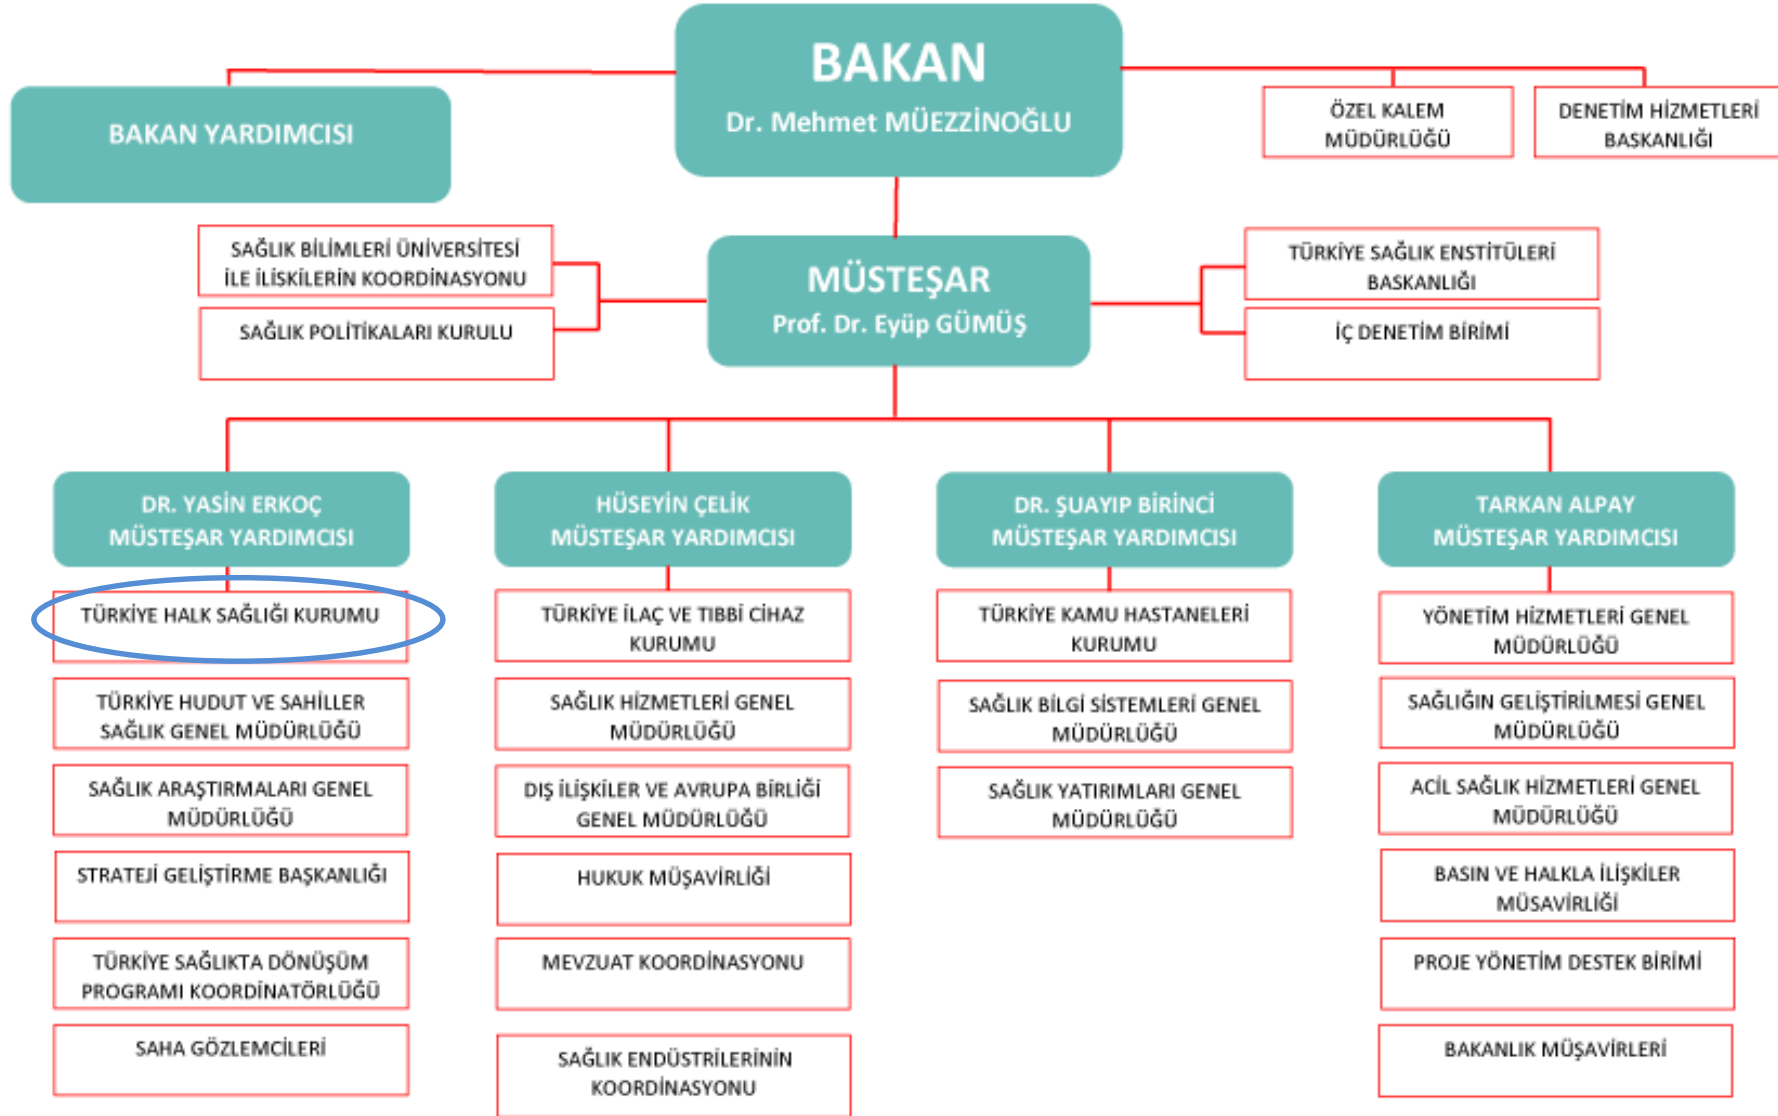 BAKAN
Dr. Mehmet MÜEZZİNOĞLU
BAKAN YARDIMCISI
ÖZEL KALEM
MÜDÜRLÜĞÜ
DENETİM HİZMETLERİ
BASKANLIĞI
SAĞLIK BİLİMLERİ ÜNİVERSİTESİ
İLE İLİSKİLERİN KOORDİNASYONU
SAĞLIK POLİTİKALARI KURULU
MÜSTEŞAR
Prof. Dr. Eyüp GÜMÜŞ
TÜRKİYE SAĞLIK ENSTİTÜLERİ
BASKANLIĞI
İÇ DENETİM BİRİMİ
DR. YASİN ERKOÇ
MÜSTEŞAR YARDIMCISI
TÜRKİYE HALK SAĞLIĞI KURUMU
TÜRKİYE HUDUT VE SAHİLLER
SAĞLIK GENEL MÜDÜRLÜĞÜ
SAĞLIK ARAŞTIRMALARI GENEL
MÜDÜRLÜĞÜ
STRATEJİ GELİŞTİRME BAŞKANLIĞI
TÜRKİYE SAĞLIKTA DÖNÜŞÜM
PROGRAMI KOORDİNATÖRLÜĞÜ
SAHA GÖZLEMCİLERİ
HÜSEYİN ÇELİK
MÜSTEŞAR YARDIMCISI
TÜRKİYE İLAÇ VE TIBBİ CİHAZ
KURUMU
SAĞLIK HİZMETLERİ GENEL
MÜDÜRLÜĞÜ
DIŞ İLİŞKİLER VE AVRUPA BİRLİĞİ
GENEL MÜDÜRLÜĞÜ
HUKUK MÜŞAVİRLİĞİ
MEVZUAT KOORDİNASYONU
SAĞLIK ENDÜSTRİLERİNİN
KOORDİNASYONU
DR. ŞUAYIP BİRİNCİ
MÜSTEŞAR YARDIMCISI
TÜRKİYE KAMU HASTANELERİ
KURUMU
SAĞLIK BİLGİ SİSTEMLERİ GENEL
MÜDÜRLÜĞÜ
SAĞLIK YATIRIMLARI GENEL
MÜDÜRLÜĞÜ
TARKAN ALPAY
MÜSTEŞAR YARDIMCISI
YÖNETİM HİZMETLERİ GENEL
MÜDÜRLÜĞÜ
SAĞLIĞIN GELİŞTİRİLMESİ GENEL
MÜDÜRLÜĞÜ
ACİL SAĞLIK HİZMETLERİ GENEL
MÜDÜRLÜĞÜ
BASIN VE HALKLA İLİŞKİLER
MÜSAVİRLİĞİ
PROJE YÖNETİM DESTEK BİRİMİ
BAKANLIK MÜŞAVİRLERİ